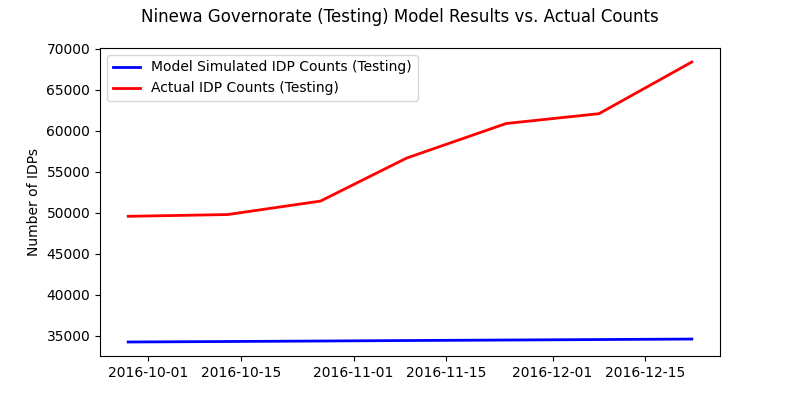 Ninewa Governorate (Testing) Model Results vs. Actual Counts
Model Simulated IDP Counts (Testing)
Actual IDP Counts (Testing)
Number of IDPs
70000
65000
60000
55000
50000
45000
40000
35000
2016-10-01 2016-10-15 2016-11-01 2016-11-15 2016-12-01 2016-12-15